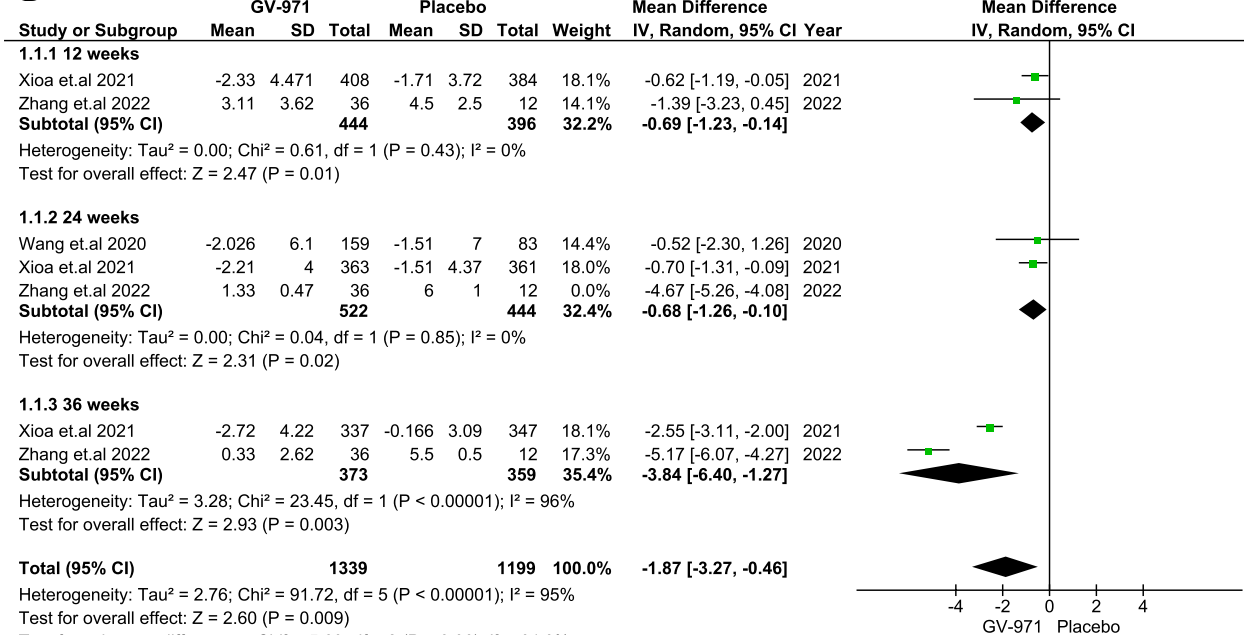 GV-971 Placebo Mean Difference Mean Difference
Study or Subgroup Mean SD Total Mean SD Total Weight IV, Random, 95% CI Year IV, Random, 95% CI
1.1.1 12 weeks
Xioa et.al 2021 -2.33 4.471 408 -1.71 3.72 384 18.1% -0.62 [-1.19, -0.05] 2021
Zhang et.al 2022 3.11 3.62 36 4.5 2.5 12 14.1% -1.39 [-3.23, 0.45] 2022
Subtotal (95% CI) 444 396 32.2% -0.69 [-1.23, -0.14]
Heterogeneity: Tau² = 0.00; Chi² = 0.61, df = 1 (P = 0.43); I² = 0%
Test for overall effect: Z = 2.47 (P = 0.01)
1.1.2 24 weeks
Wang et.al 2020 -2.026 6.1 159 -1.51 7 83 14.4% -0.52 [-2.30, 1.26] 2020
Xioa et.al 2021 -2.21 4 363 -1.51 4.37 361 18.0% -0.70 [-1.31, -0.09] 2021
Zhang et.al 2022 1.33 0.47 36 6 1 12 0.0% -4.67 [-5.26, -4.08] 2022
Subtotal (95% CI) 522 444 32.4% -0.68 [-1.26, -0.10]
Heterogeneity: Tau² = 0.00; Chi² = 0.04, df = 1 (P = 0.85); I² = 0%
Test for overall effect: Z = 2.31 (P = 0.02)
1.1.3 36 weeks
Xioa et.al 2021 -2.72 4.22 337 -0.166 3.09 347 18.1% -2.55 [-3.11, -2.00] 2021
Zhang et.al 2022 0.33 2.62 36 5.5 0.5 12 17.3% -5.17 [-6.07, -4.27] 2022
Subtotal (95% CI) 373 359 35.4% -3.84 [-6.40, -1.27]
Heterogeneity: Tau² = 3.28; Chi² = 23.45, df = 1 (P < 0.00001); I² = 96%
Test for overall effect: Z = 2.93 (P = 0.003)
Total (95% CI) 1339 1199 100.0% -1.87 [-3.27, -0.46]
Heterogeneity: Tau² = 2.76; Chi² = 91.72, df = 5 (P < 0.00001); I² = 95%
Test for overall effect: Z = 2.60 (P = 0.009)
-4 -2 0 2 4
GV-971 Placebo